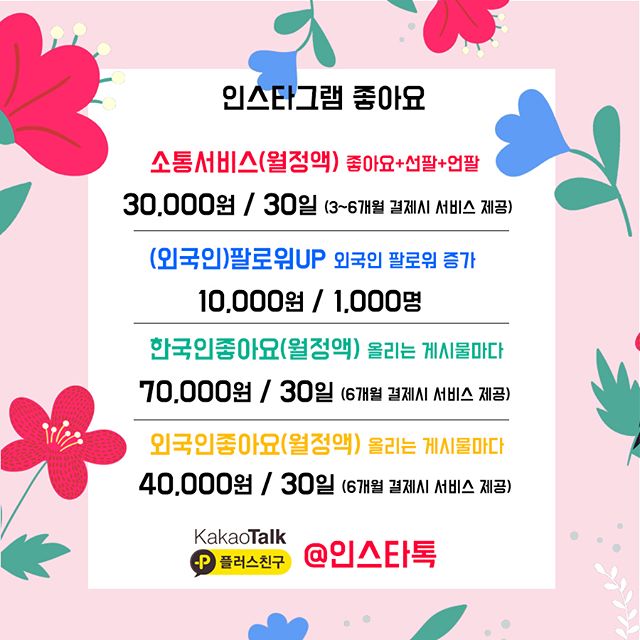 인스타그램 좋아요
소통서비스(월정액) 좋아요+선팔+언팔
30,000원 / 30일 (3~6개월 결제시 서비스 제공)
(외국인)팔로워UP 외국인 팔로워 증가
10,000원 / 1,000명
한국인좋아요(월정액) 올리는 게시물마다
70,000원 / 30일 (6개월 결제시 서비스 제공)
외국인좋아요(월정액) 올리는 게시물마다
40,000원 / 30일 (6개월 결제시 서비스 제공)
KakaoTalk
P 플러스친구 @인스타톡